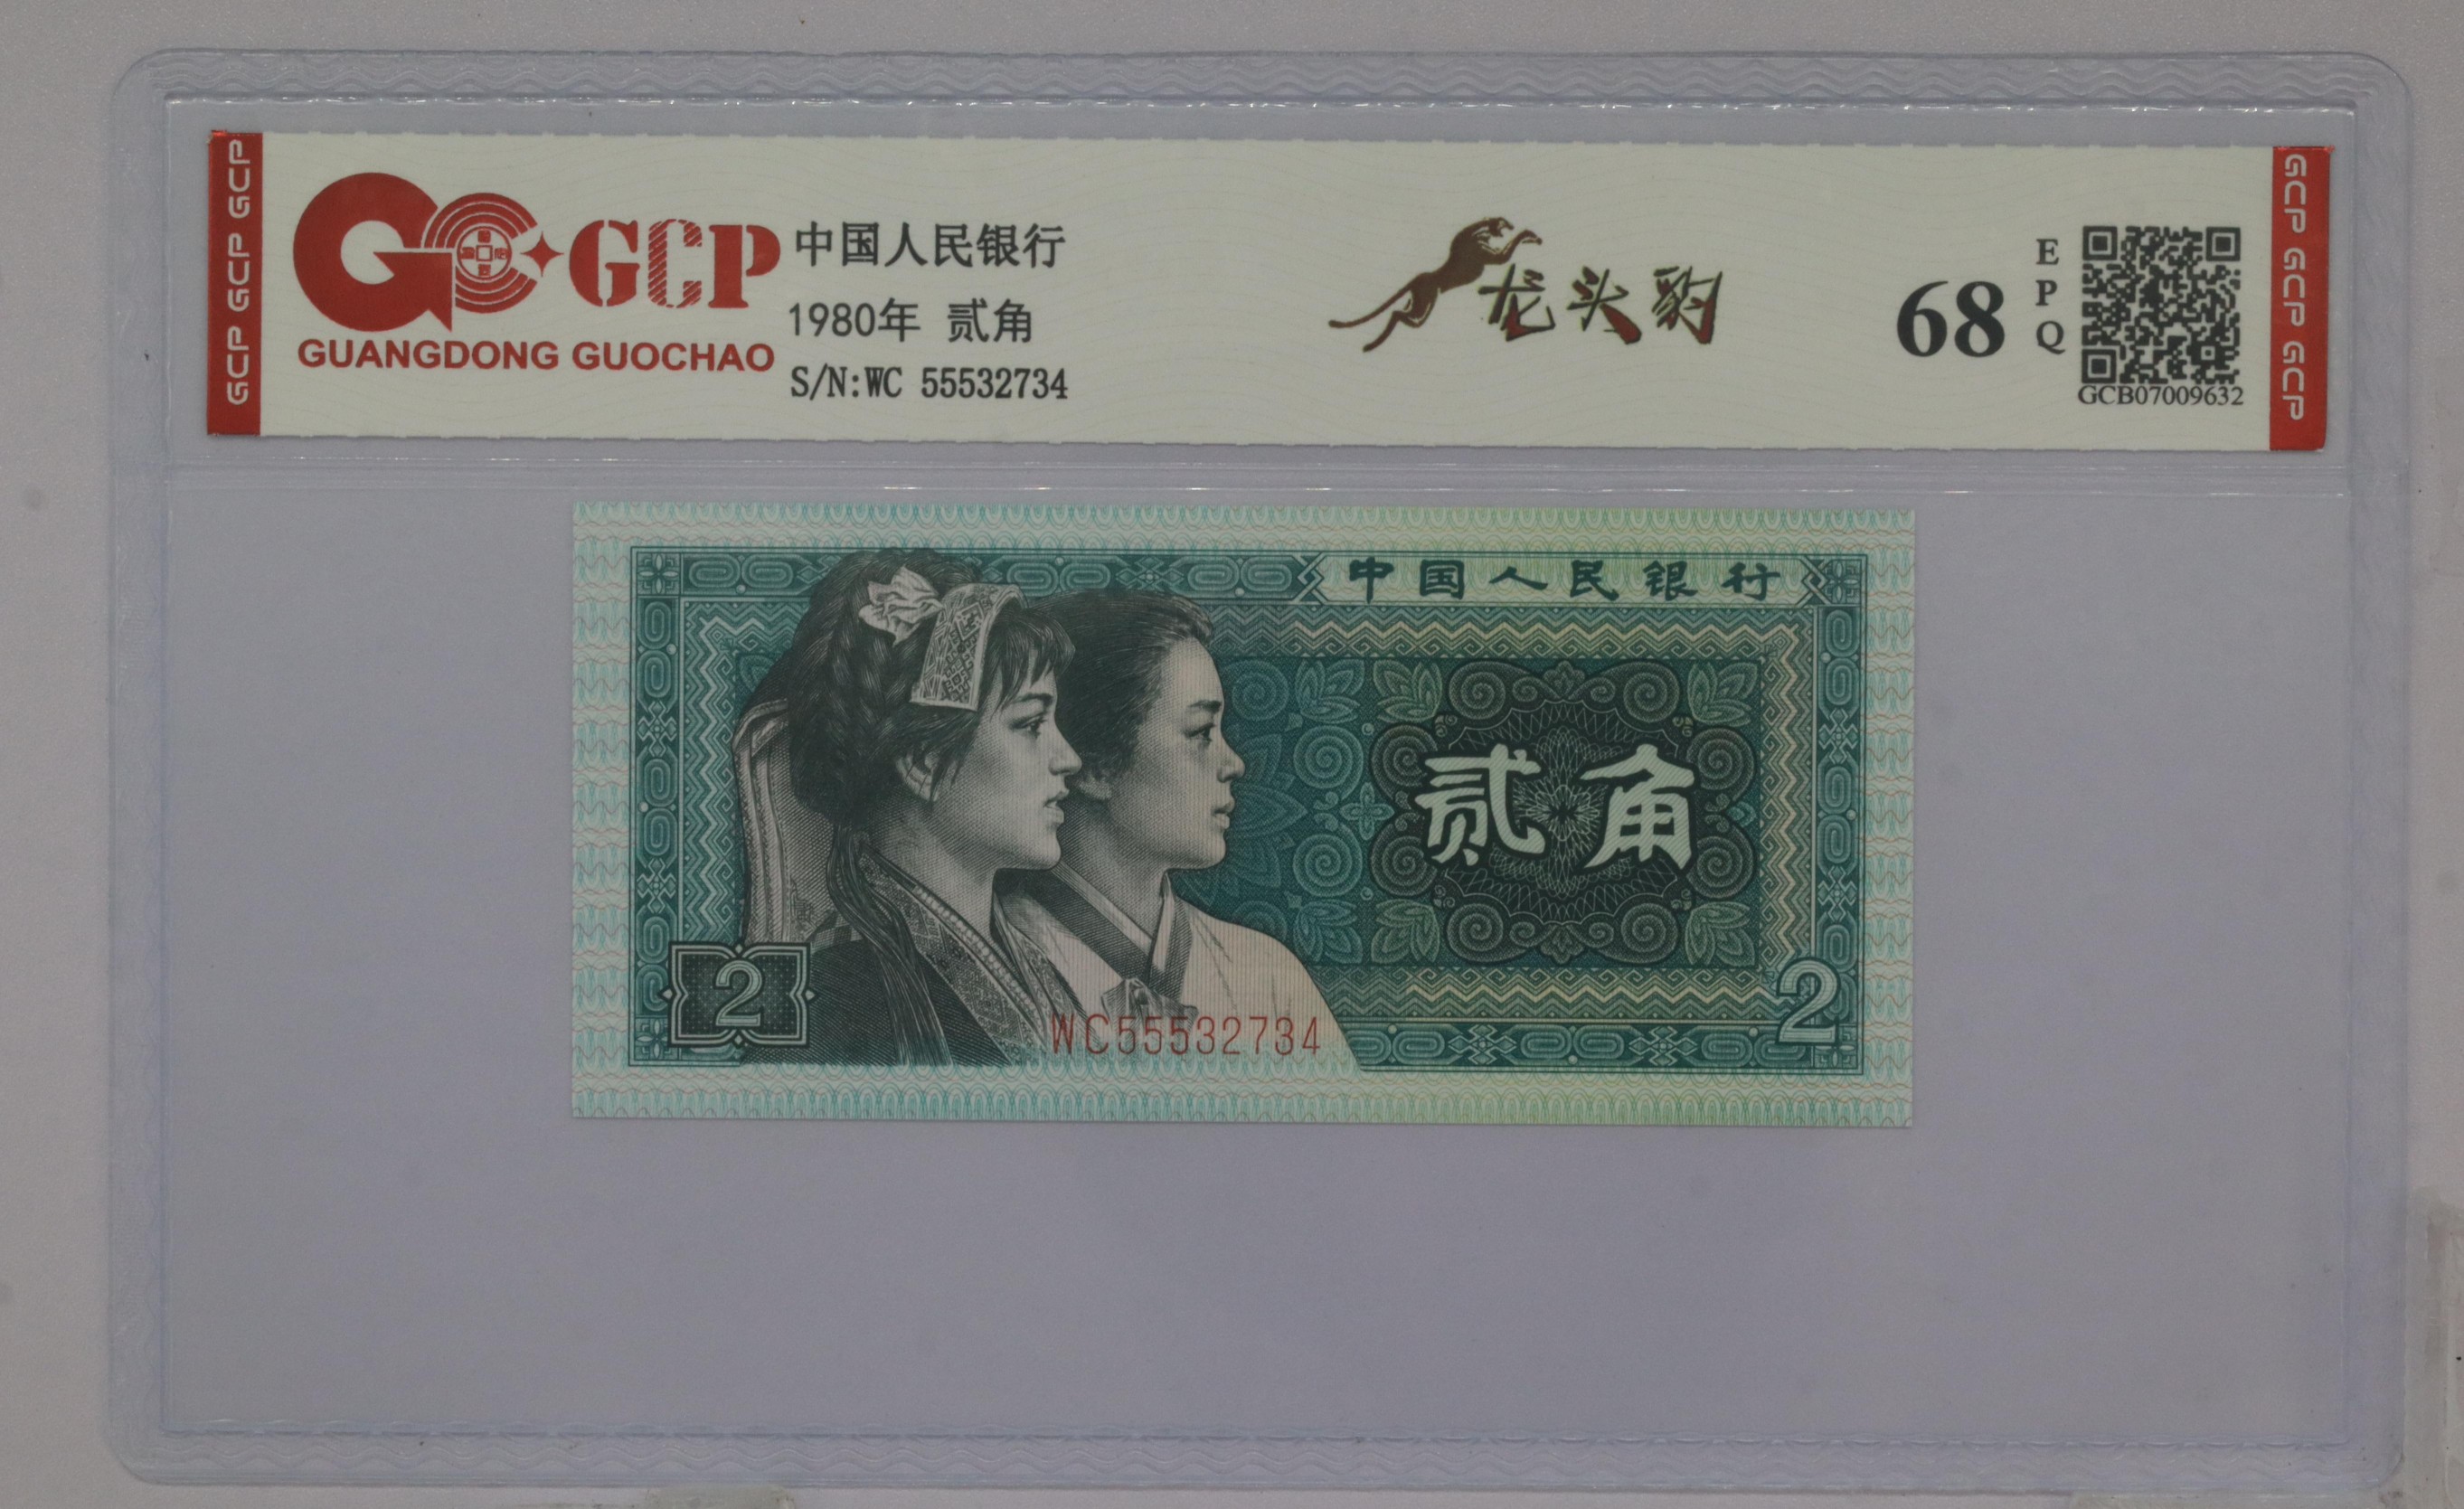 GCP GCP GCP
GCP
GUANGDONG GUOCHAO
中国人民银行
1980年 贰角
S/N:WC 55532734
龙头豹
68
EPQ
GCB07009632
GCP GCP GCP
中国人民银行
贰角
2
2
WC55532734